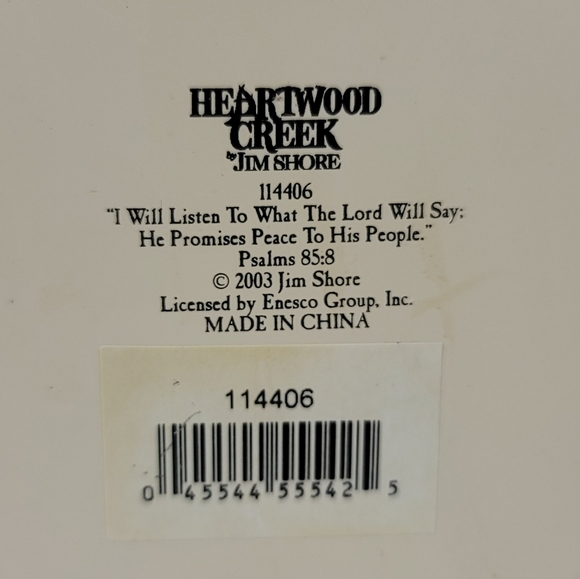 HEARTWOOD
CREEK
by JIM SHORE
114406
"I Will Listen To What The Lord Will Say;
He Promises Peace To His People."
Psalms 85:8
© 2003 Jim Shore
Licensed by Enesco Group, Inc.
MADE IN CHINA
114406
0 45544 55542 5